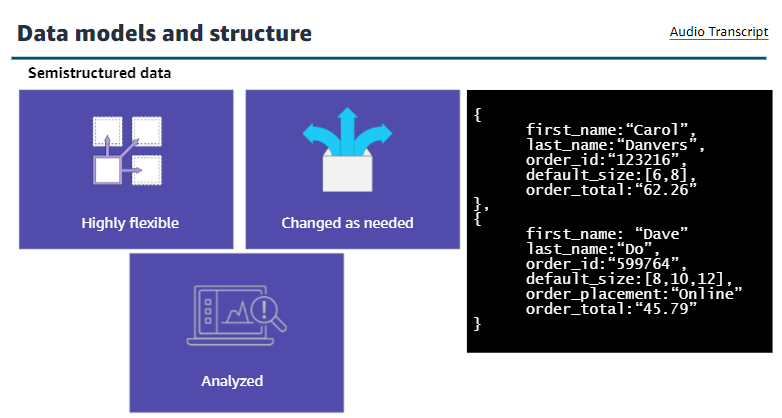 Data models and structure
Audio Transcript
Semistructured data
Highly flexible
Changed as needed
Analyzed
{
first_name:“Carol”,
last_name:“Danvers”,
order_id:“123216”,
default_size:[6,8],
order_total:“62.26”
},
{
first_name: “Dave”
last_name:“Do”,
order_id:“599764”,
default_size:[8,10,12],
order_placement:“Online”
order_total:“45.79”
}